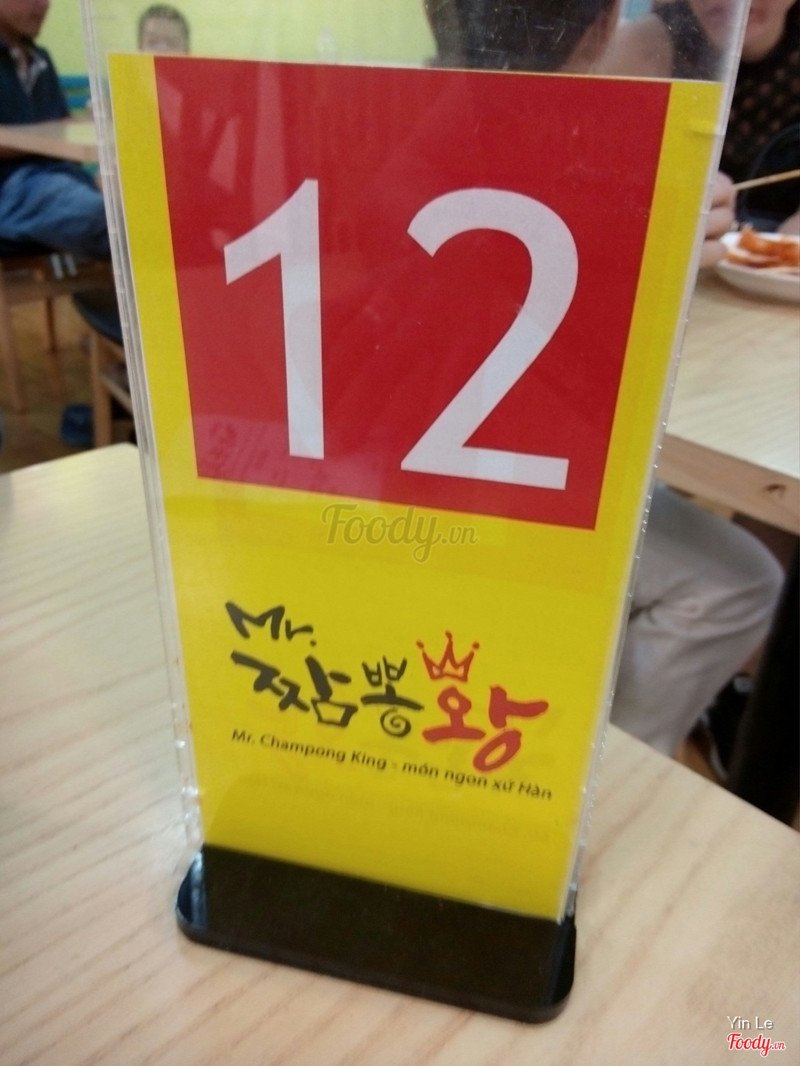 12
Foody.vn
Mr.
짬뽕왕
Mr. Champong King - món ngon xứ Hàn
Yin Le
Foody.vn